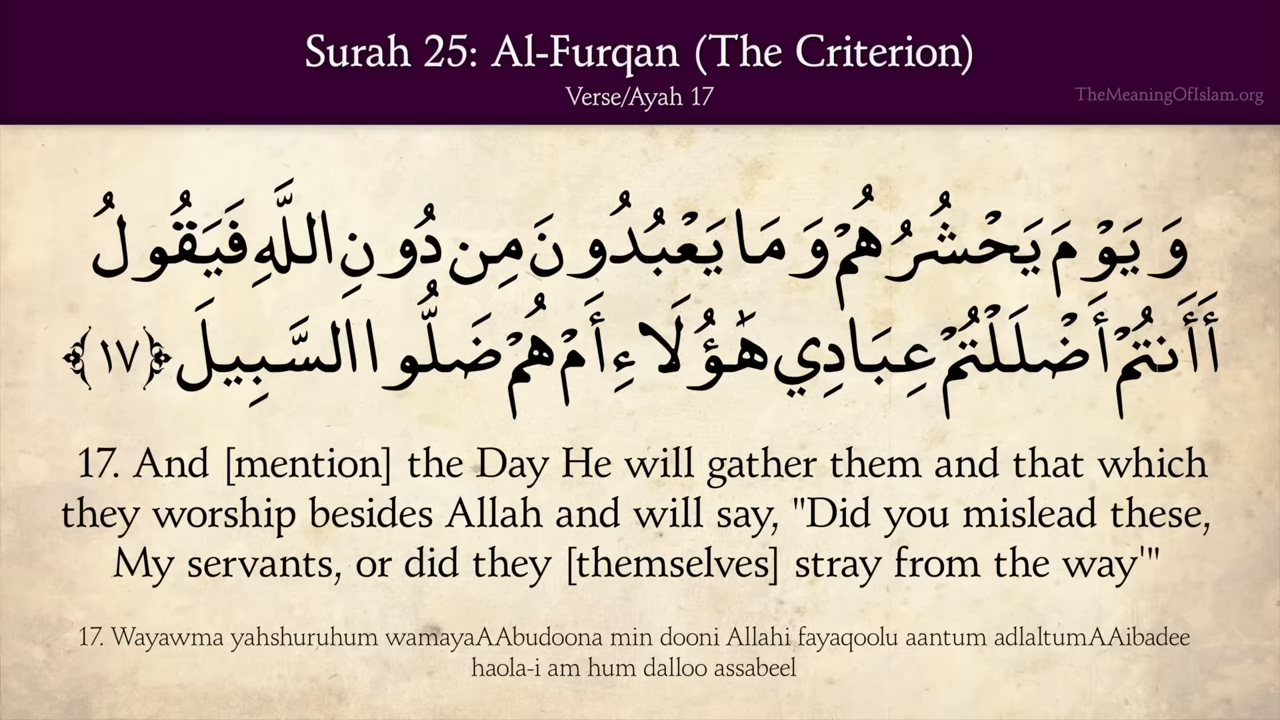 Surah 25: Al-Furqan (The Criterion)
Verse/Ayah 17
TheMeaningOfIslam.org
وَيَوْمَ يَحْشُرُهُمْ وَمَا يَعْبُدُونَ مِن دُونِ اللَّهِ فَيَقُولُ
أَأَنتُمْ أَضْلَلْتُمْ عِبَادِي هَٰؤُلَاءِ أَمْ هُمْ ضَلُّوا السَّبِيلَ ﴿١٧﴾
17. And [mention] the Day He will gather them and that which
they worship besides Allah and will say, "Did you mislead these,
My servants, or did they [themselves] stray from the way'"
17. Wayawma yahshuruhum wamayaAAbudoona min dooni Allahi fayaqoolu aantum adlaltumAAibadee
haola-i am hum dalloo assabeel